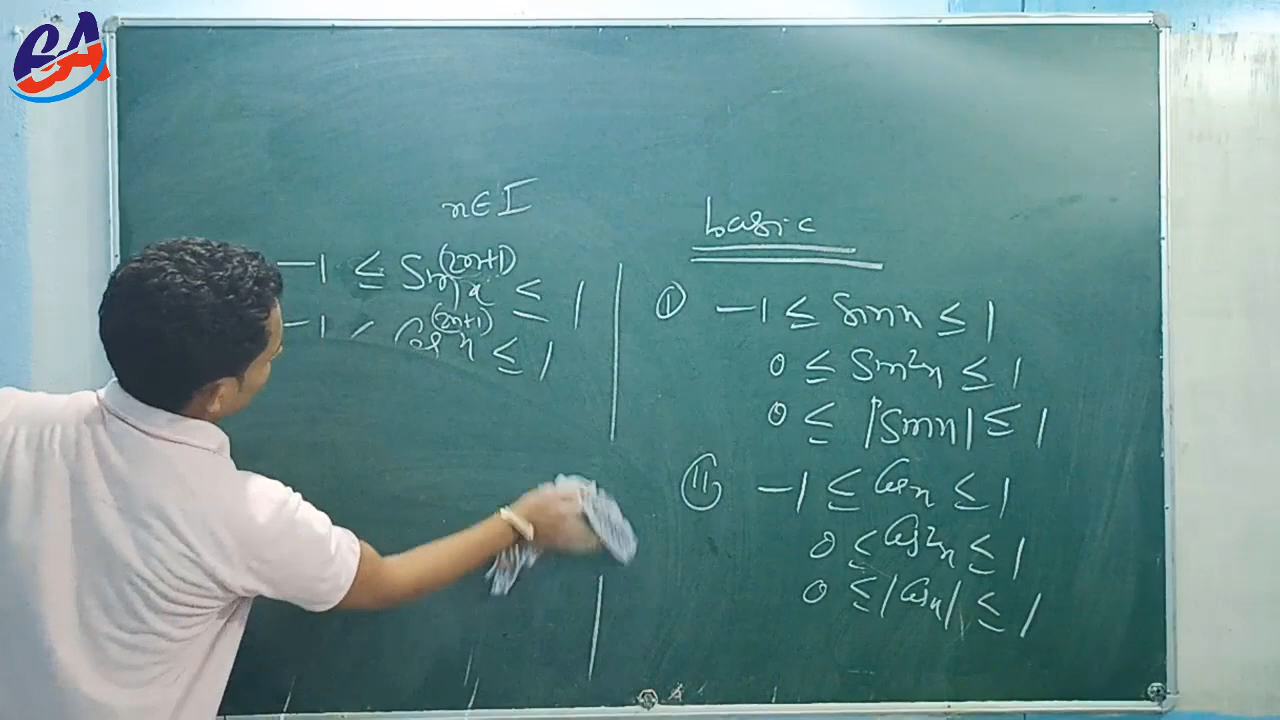 n∈I
-1 ≤ Sin^(2n+1) x ≤ 1
-1 ≤ Cos^(2n+1) x ≤ 1
basic
① -1 ≤ Sinx ≤ 1
0 ≤ Sin²x ≤ 1
0 ≤ |Sinx| ≤ 1
⑪ -1 ≤ Cosx ≤ 1
0 ≤ Cos²x ≤ 1
0 ≤ |Cosx| ≤ 1